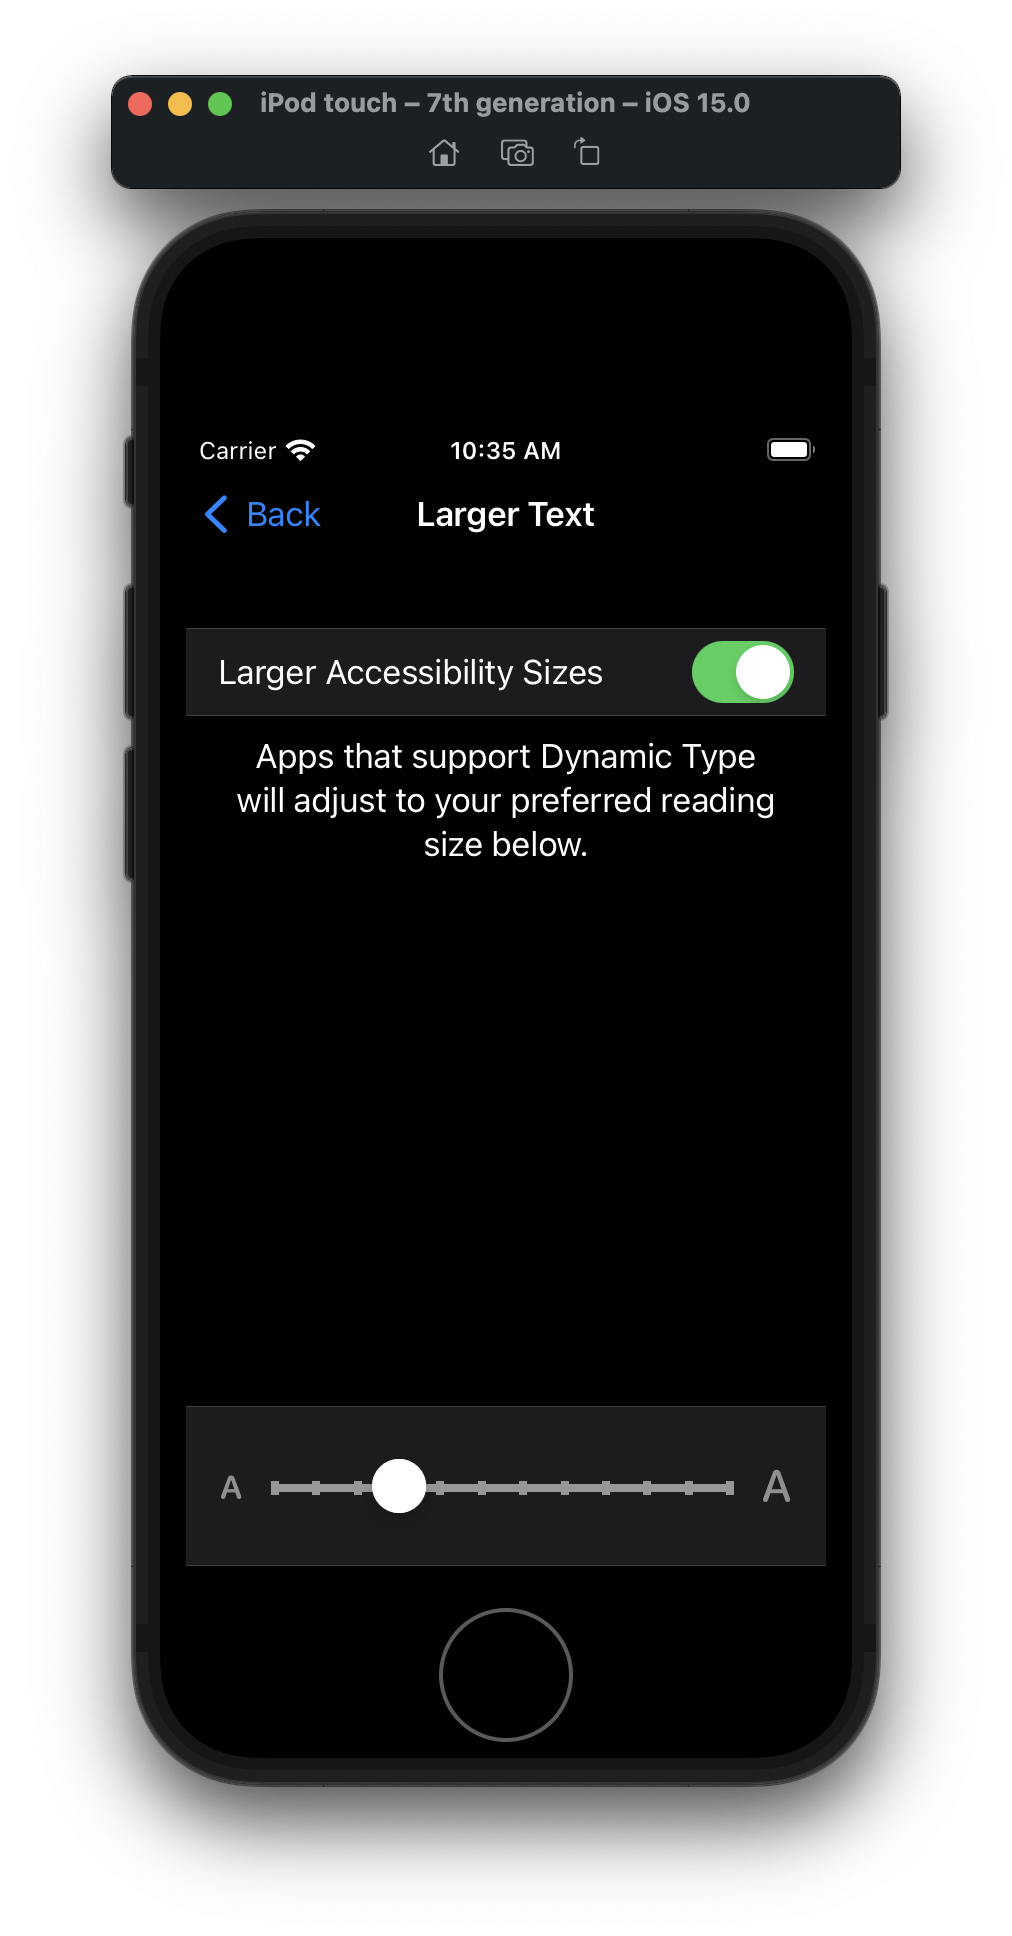 iPod touch – 7th generation – iOS 15.0
Carrier 10:35 AM
Back Larger Text
Larger Accessibility Sizes
Apps that support Dynamic Type
will adjust to your preferred reading
size below.
A A